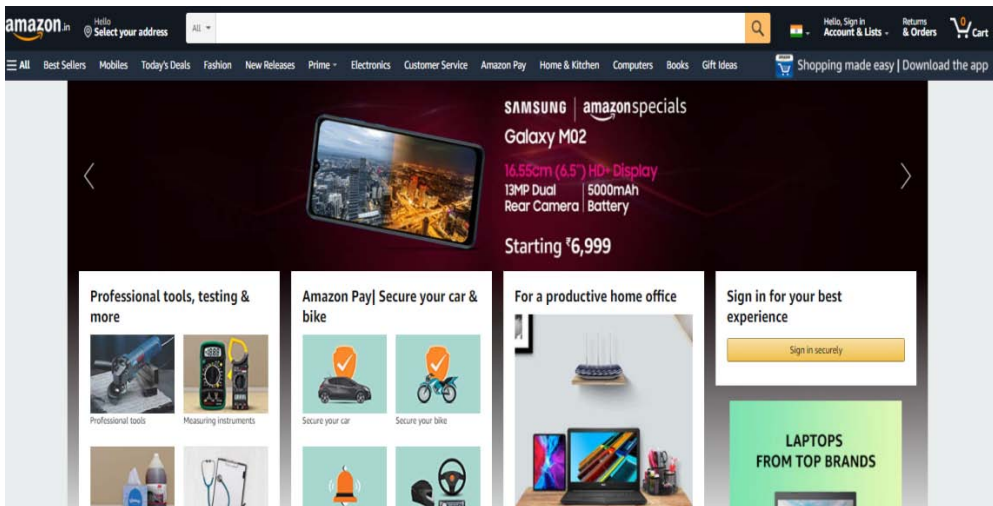 amazon.in
Hello
Select your address
All
Hello, Sign in
Account & Lists
Returns
& Orders
0
Cart
All Best Sellers Mobiles Today's Deals Fashion New Releases Prime Electronics Customer Service Amazon Pay Home & Kitchen Computers Books Gift Ideas
Shopping made easy | Download the app
SAMSUNG | amazonspecials
Galaxy M02
16.55cm (6.5") HD+ Display
13MP Dual
Rear Camera
5000mAh
Battery
Starting ₹6,999
Professional tools, testing &
more
Professional tools
Measuring instruments
Amazon Pay| Secure your car &
bike
Secure your car
Secure your bike
For a productive home office
Sign in for your best
experience
Sign in securely
LAPTOPS
FROM TOP BRANDS